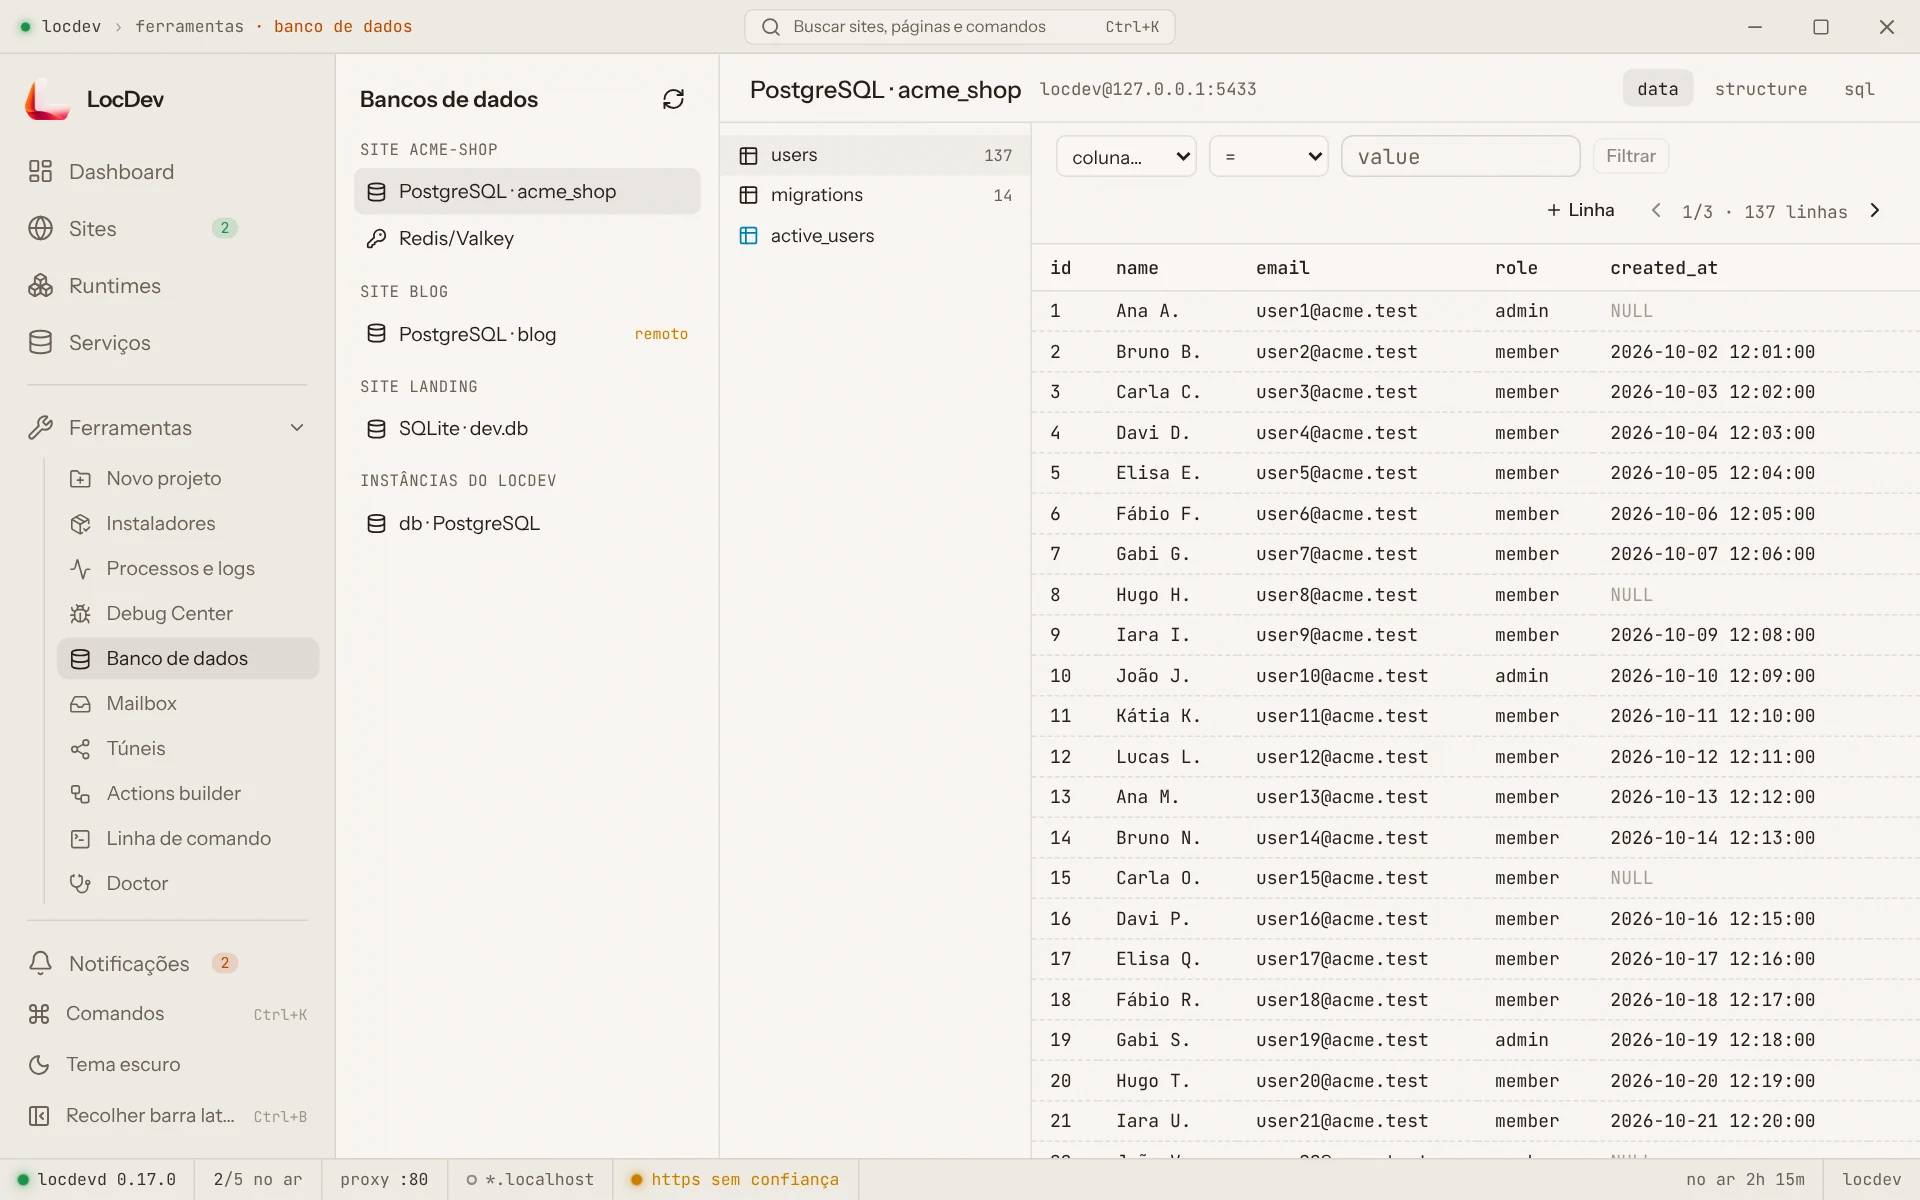 locdev › ferramentas · banco de dados
Buscar sites, páginas e comandos Ctrl+K
LocDev
Dashboard
Sites 2
Runtimes
Serviços
Ferramentas
Novo projeto
Instaladores
Processos e logs
Debug Center
Banco de dados
Mailbox
Túneis
Actions builder
Linha de comando
Doctor
Notificações 2
Comandos Ctrl+K
Tema escuro
Recolher barra lat... Ctrl+B
Bancos de dados
SITE ACME-SHOP
PostgreSQL · acme_shop
Redis/Valkey
SITE BLOG
PostgreSQL · blog remoto
SITE LANDING
SQLite · dev.db
INSTÂNCIAS DO LOCDEV
db · PostgreSQL
PostgreSQL · acme_shop locdev@127.0.0.1:5433
data structure sql
users 137
migrations 14
active_users
coluna... = value Filtrar
+ Linha 1/3 · 137 linhas
id name email role created_at
1 Ana A. user1@acme.test admin NULL
2 Bruno B. user2@acme.test member 2026-10-02 12:01:00
3 Carla C. user3@acme.test member 2026-10-03 12:02:00
4 Davi D. user4@acme.test member 2026-10-04 12:03:00
5 Elisa E. user5@acme.test member 2026-10-05 12:04:00
6 Fábio F. user6@acme.test member 2026-10-06 12:05:00
7 Gabi G. user7@acme.test member 2026-10-07 12:06:00
8 Hugo H. user8@acme.test member NULL
9 Iara I. user9@acme.test member 2026-10-09 12:08:00
10 João J. user10@acme.test admin 2026-10-10 12:09:00
11 Kátia K. user11@acme.test member 2026-10-11 12:10:00
12 Lucas L. user12@acme.test member 2026-10-12 12:11:00
13 Ana M. user13@acme.test member 2026-10-13 12:12:00
14 Bruno N. user14@acme.test member 2026-10-14 12:13:00
15 Carla O. user15@acme.test member NULL
16 Davi P. user16@acme.test member 2026-10-16 12:15:00
17 Elisa Q. user17@acme.test member 2026-10-17 12:16:00
18 Fábio R. user18@acme.test member 2026-10-18 12:17:00
19 Gabi S. user19@acme.test admin 2026-10-19 12:18:00
20 Hugo T. user20@acme.test member 2026-10-20 12:19:00
21 Iara U. user21@acme.test member 2026-10-21 12:20:00
locdevd 0.17.0 2/5 no ar proxy :80 *.localhost https sem confiança no ar 2h 15m locdev